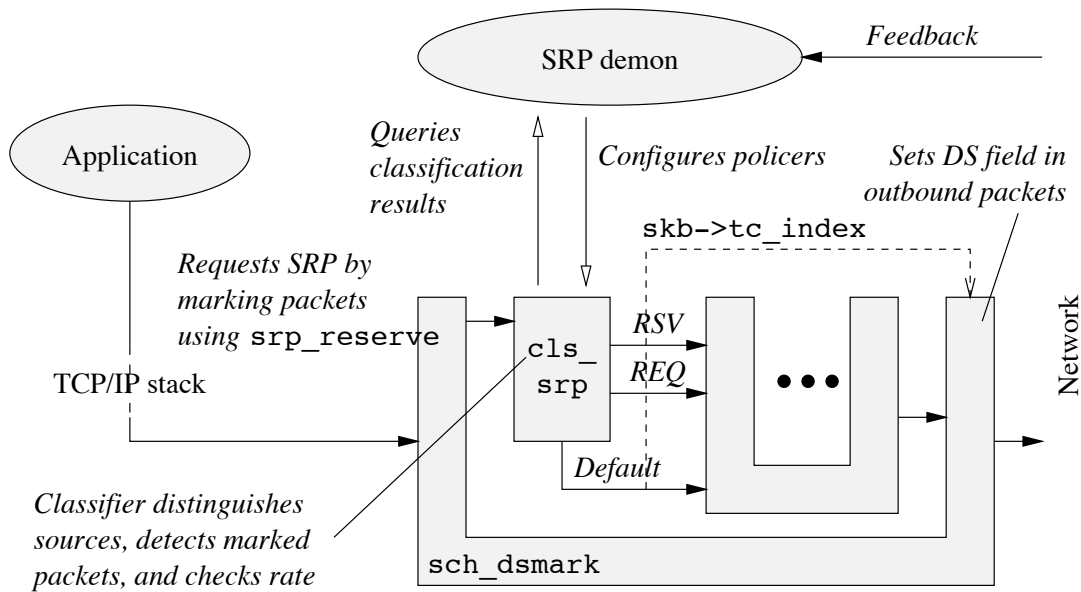 Feedback
SRP demon
Application
Queries
classification
results
Configures policers
Sets DS field in
outbound packets
skb->tc_index
Requests SRP by
marking packets
using srp_reserve
RSV
cls_
srp
REQ
Network
TCP/IP stack
Default
Classifier distinguishes
sources, detects marked
packets, and checks rate
sch_dsmark